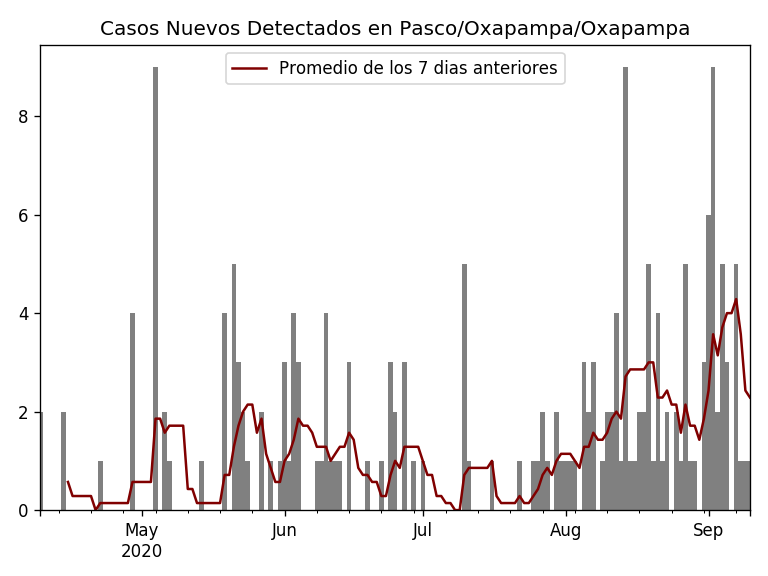 Casos Nuevos Detectados en Pasco/Oxapampa/Oxapampa
Promedio de los 7 dias anteriores
8
6
4
2
0
May Jun Jul Aug Sep
2020